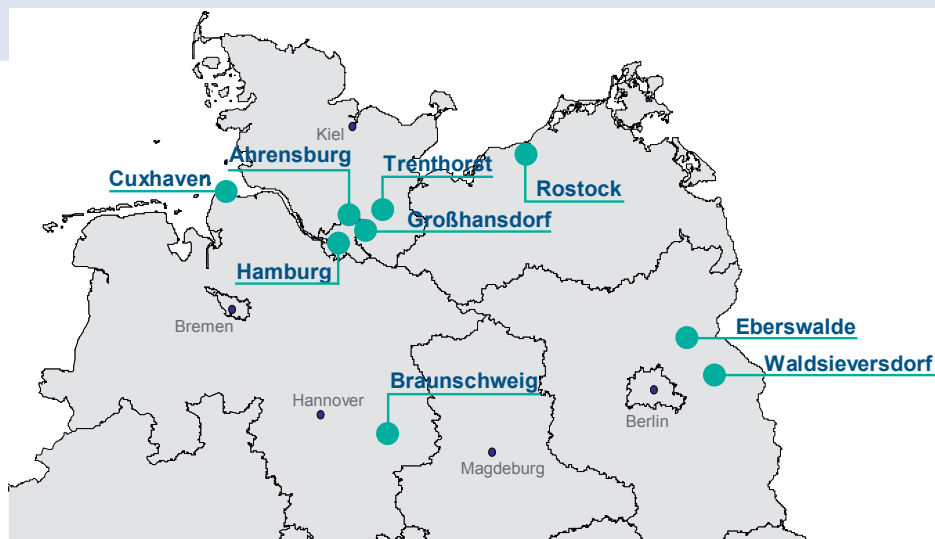 Kiel
Ahrensburg
Trenthorst
Cuxhaven
Rostock
Großhansdorf
Hamburg
Bremen
Eberswalde
Waldsieversdorf
Braunschweig
Hannover
Berlin
Magdeburg